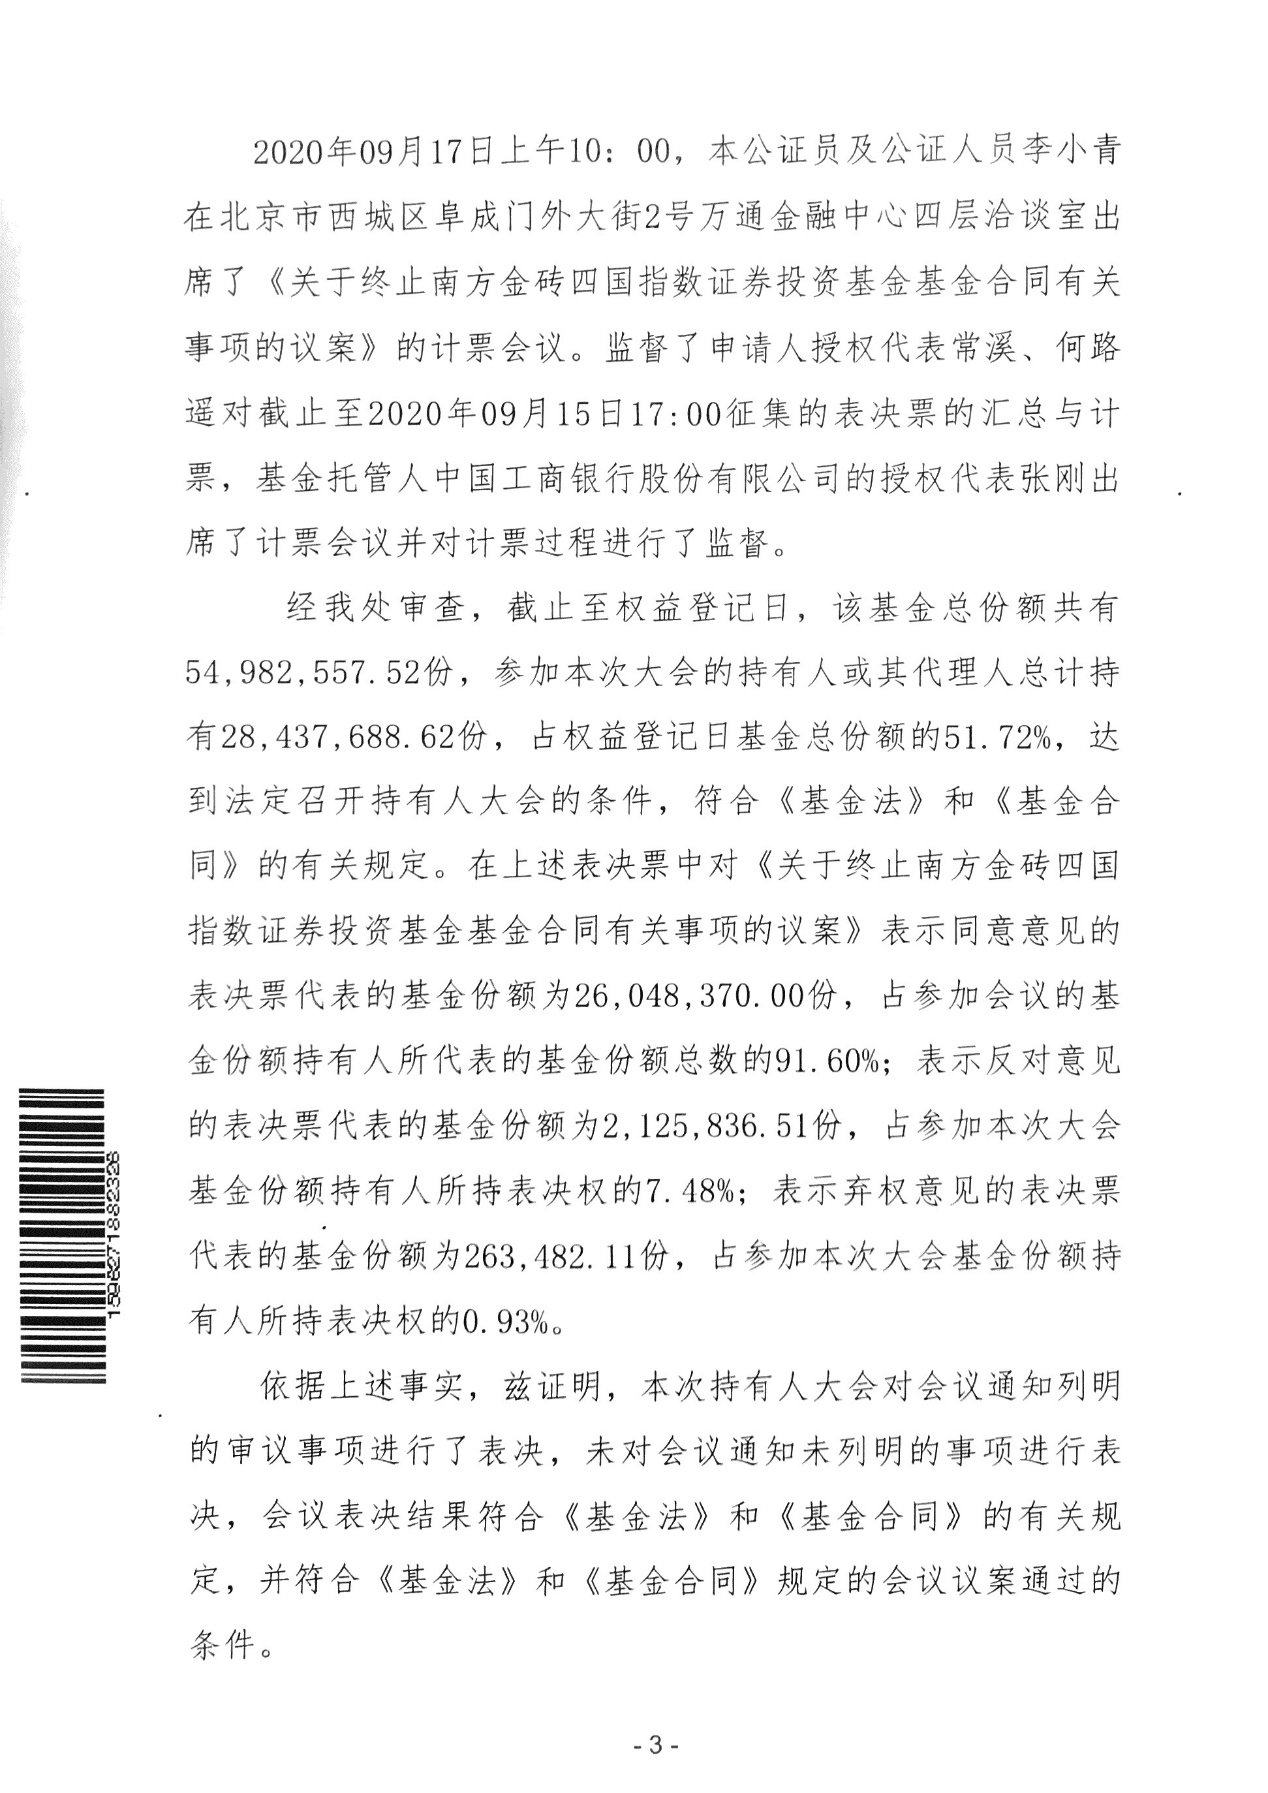 2020年09月17日上午10：00，本公证员及公证人员李小青
在北京市西城区阜成门外大街2号万通金融中心四层洽谈室出
席了《关于终止南方金砖四国指数证券投资基金基金合同有关
事项的议案》的计票会议。监督了申请人授权代表常溪、何路
遥对截止至2020年09月15日17:00征集的表决票的汇总与计
票，基金托管人中国工商银行股份有限公司的授权代表张刚出
席了计票会议并对计票过程进行了监督。
经我处审查，截止至权益登记日，该基金总份额共有
54,982,557.52份，参加本次大会的持有人或其代理人总计持
有28,437,688.62份，占权益登记日基金总份额的51.72%，达
到法定召开持有人大会的条件，符合《基金法》和《基金合
同》的有关规定。在上述表决票中对《关于终止南方金砖四国
指数证券投资基金基金合同有关事项的议案》表示同意意见的
表决票代表的基金份额为26,048,370.00份，占参加会议的基
金份额持有人所代表的基金份额总数的91.60%；表示反对意见
的表决票代表的基金份额为2,125,836.51份，占参加本次大会
基金份额持有人所持表决权的7.48%；表示弃权意见的表决票
代表的基金份额为263,482.11份，占参加本次大会基金份额持
有人所持表决权的0.93%。
依据上述事实，兹证明，本次持有人大会对会议通知列明
的审议事项进行了表决，未对会议通知未列明的事项进行表
决，会议表决结果符合《基金法》和《基金合同》的有关规
定，并符合《基金法》和《基金合同》规定的会议议案通过的
条件。
1596271882326
- 3 -